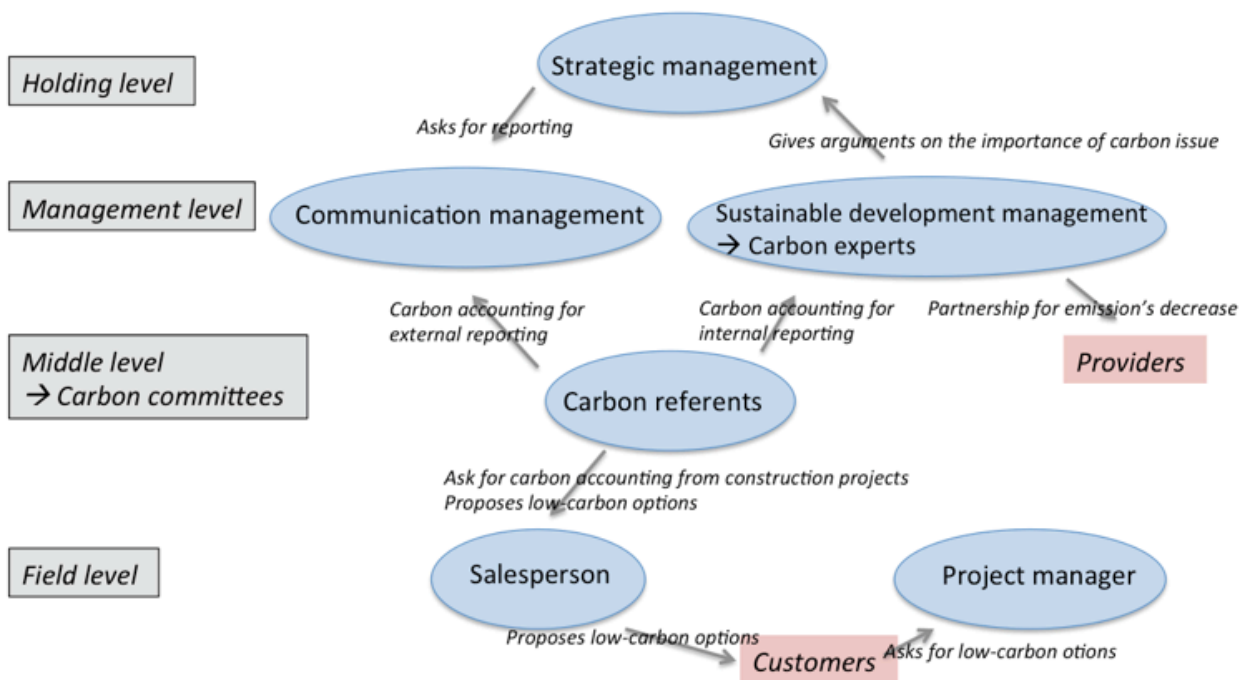 Strategic management
Holding level
Asks for reporting
Gives arguments on the importance of carbon issue
Management level
Communication management
Sustainable development management
→ Carbon experts
Carbon accounting for
external reporting
Carbon accounting for
internal reporting
Partnership for emission's decrease
Middle level
→ Carbon committees
Providers
Carbon referents
Ask for carbon accounting from construction projects
Proposes low-carbon options
Field level
Salesperson
Project manager
Proposes low-carbon options
Customers
Asks for low-carbon otions